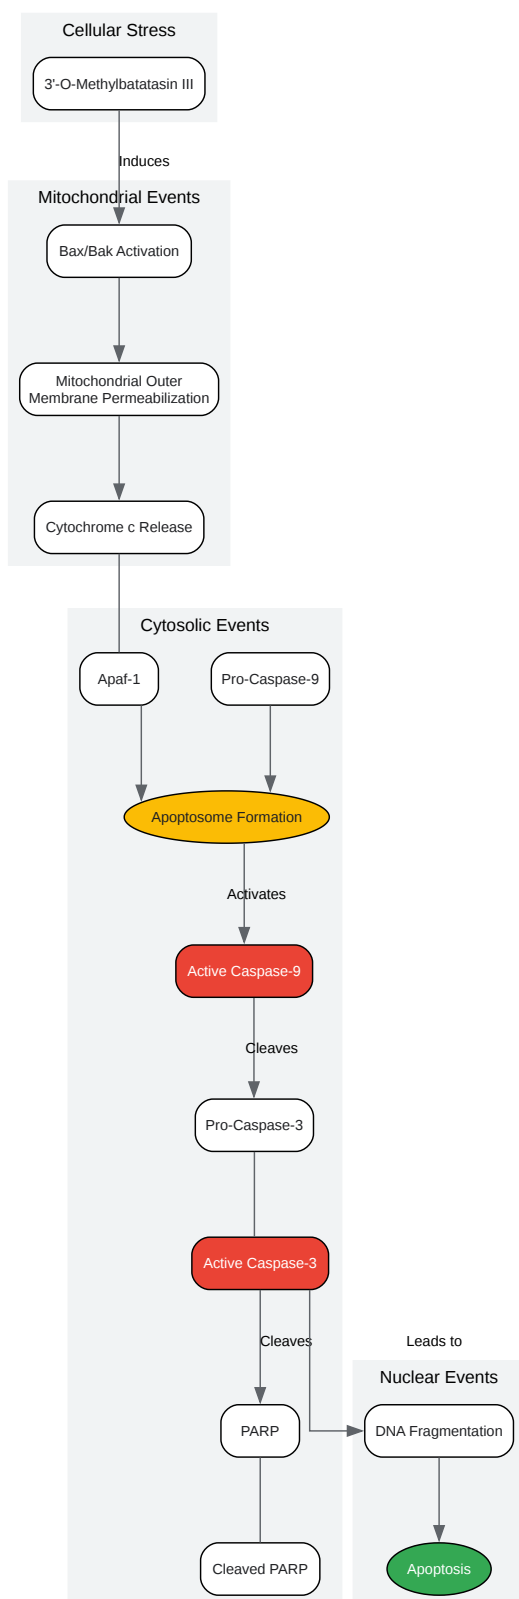 Cellular Stress
3'-O-Methylbatatasin III
Induces
Mitochondrial Events
Bax/Bak Activation
Mitochondrial Outer
Membrane Permeabilization
Cytochrome c Release
Cytosolic Events
Apaf-1
Pro-Caspase-9
Apoptosome Formation
Activates
Active Caspase-9
Cleaves
Pro-Caspase-3
Active Caspase-3
Cleaves
Leads to
Nuclear Events
PARP
DNA Fragmentation
Cleaved PARP
Apoptosis